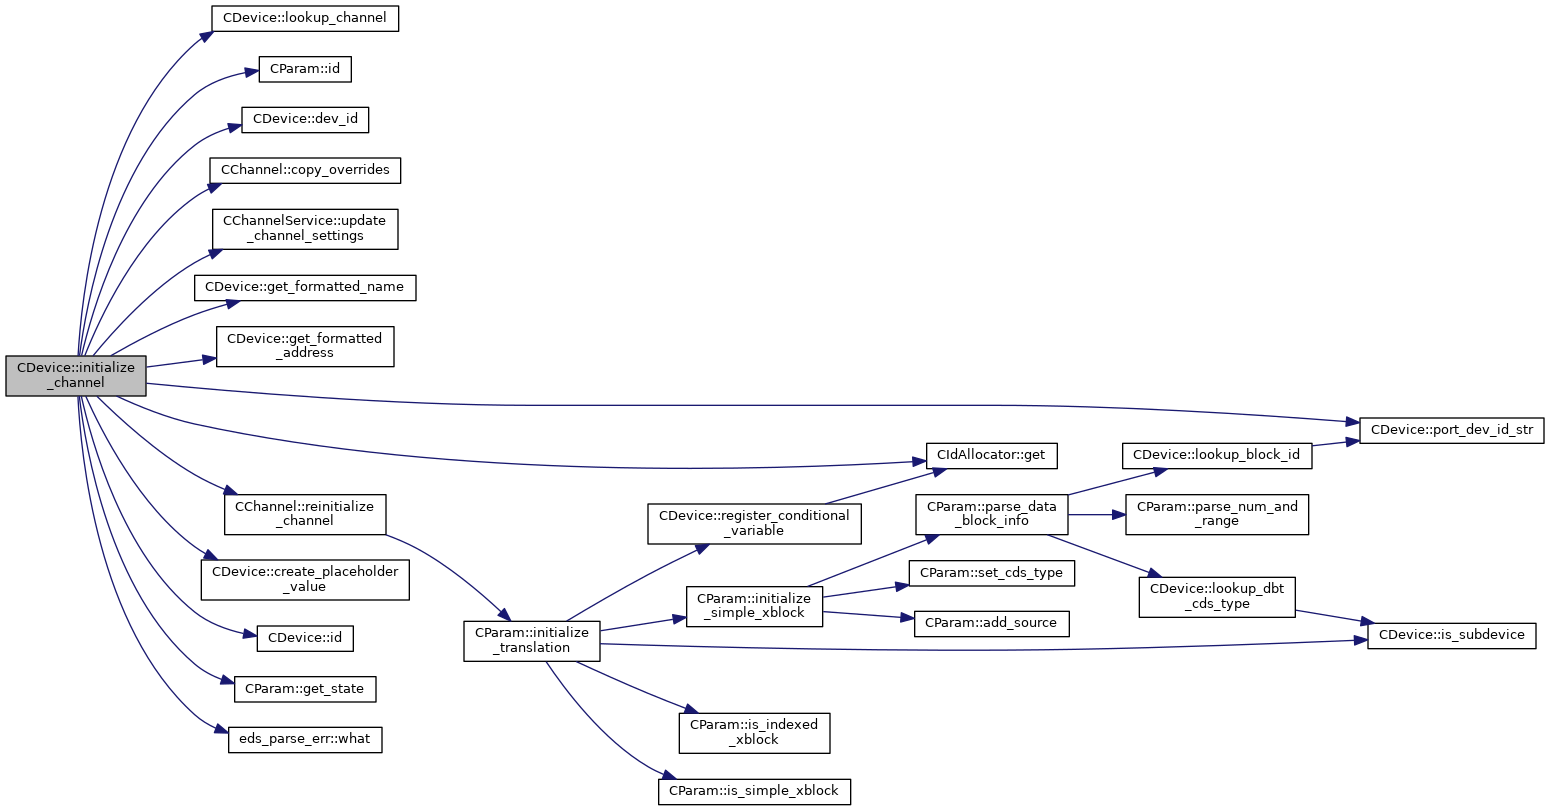 CDevice::lookup_channel
CParam::id
CDevice::dev_id
CChannel::copy_overrides
CChannelService::update
_channel_settings
CDevice::get_formatted_name
CDevice::get_formatted
_address
CDevice::initialize
_channel
CDevice::port_dev_id_str
CIdAllocator::get
CDevice::lookup_block_id
CChannel::reinitialize
_channel
CDevice::register_conditional
_variable
CParam::parse_data
_block_info
CParam::parse_num_and
_range
CDevice::create_placeholder
_value
CParam::set_cds_type
CDevice::lookup_dbt
_cds_type
CParam::initialize
_simple_xblock
CParam::add_source
CDevice::id
CParam::initialize
_translation
CDevice::is_subdevice
CParam::get_state
CParam::is_indexed
_xblock
eds_parse_err::what
CParam::is_simple_xblock